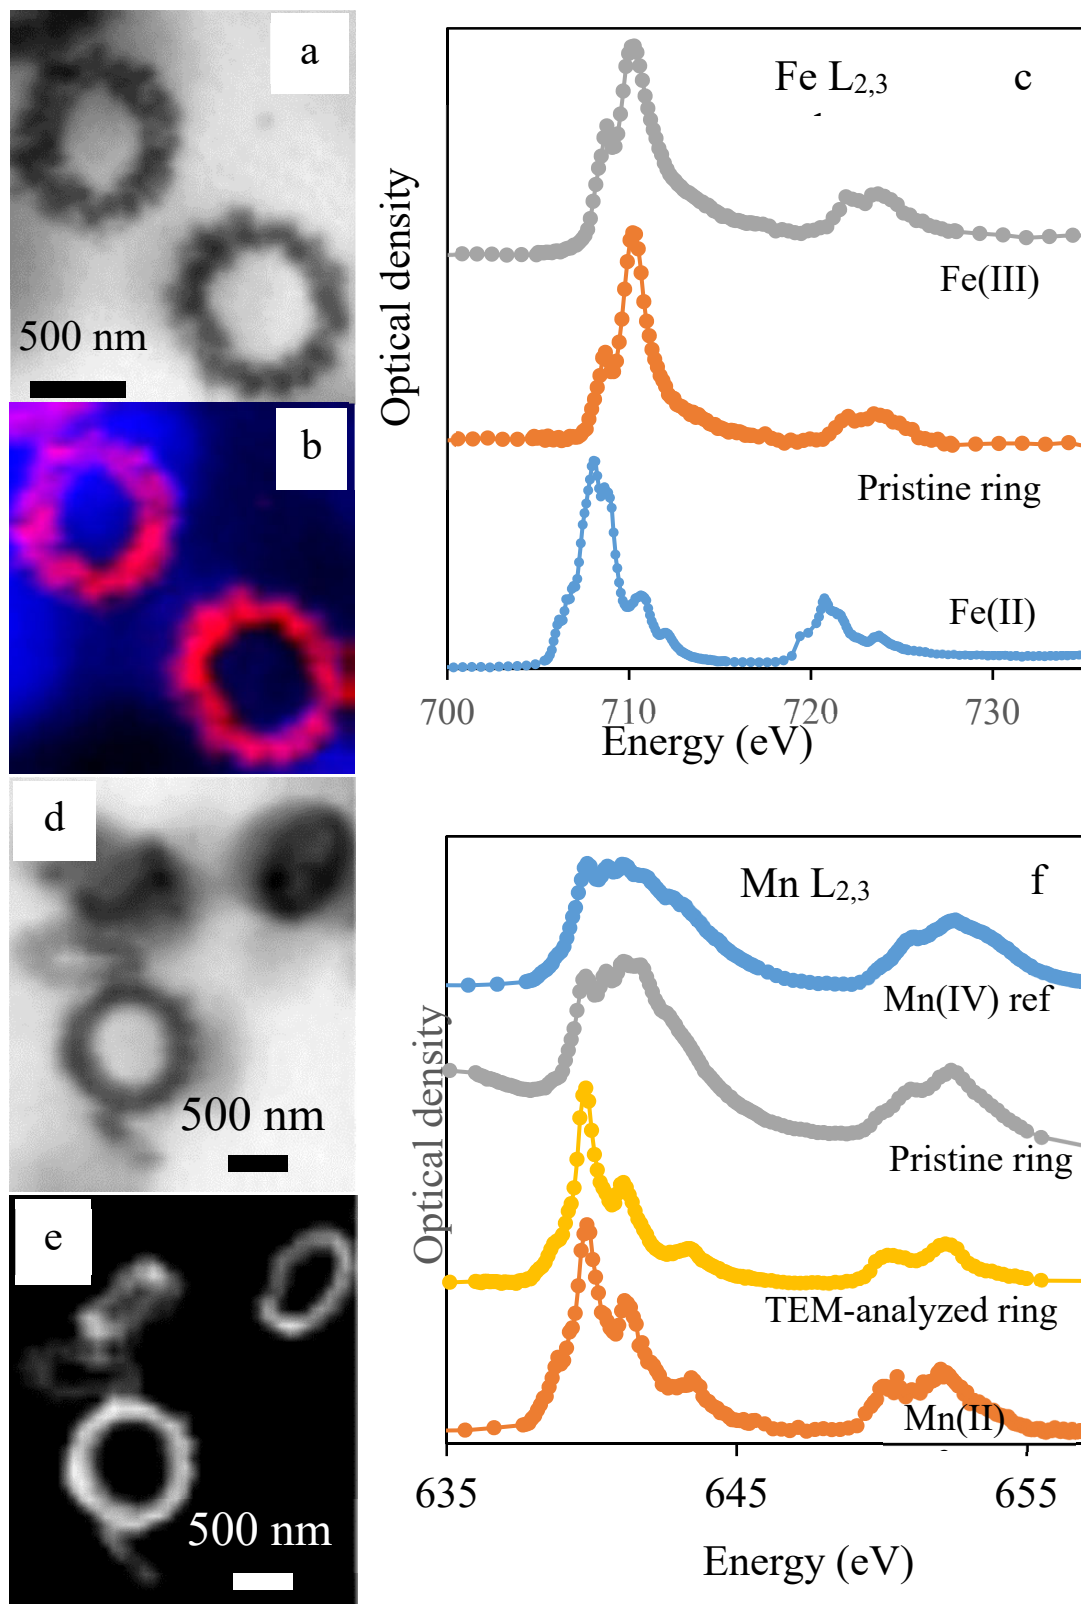 a
500 nm
b
Fe L2,3
c
Optical density
Fe(III)
Pristine ring
Fe(II)
700
710
720
730
Energy (eV)
d
500 nm
e
500 nm
Mn L2,3
f
Optical density
Mn(IV) ref
Pristine ring
TEM-analyzed ring
Mn(II)
635
645
655
Energy (eV)